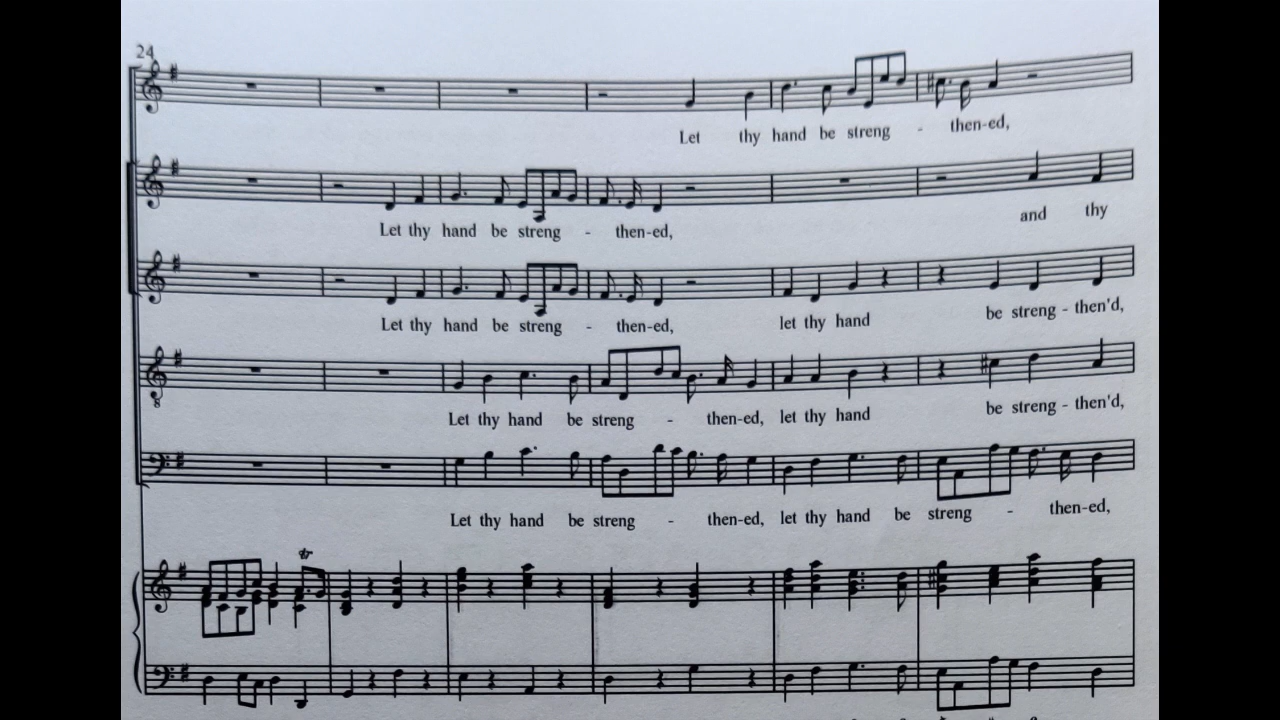 24
Let thy hand be streng - then-ed,
Let thy hand be streng - then-ed, and thy
Let thy hand be streng - then-ed, let thy hand be streng - then'd,
8
Let thy hand be streng - then-ed, let thy hand be streng - then'd,
Let thy hand be streng - then-ed, let thy hand be streng - then-ed,
tr